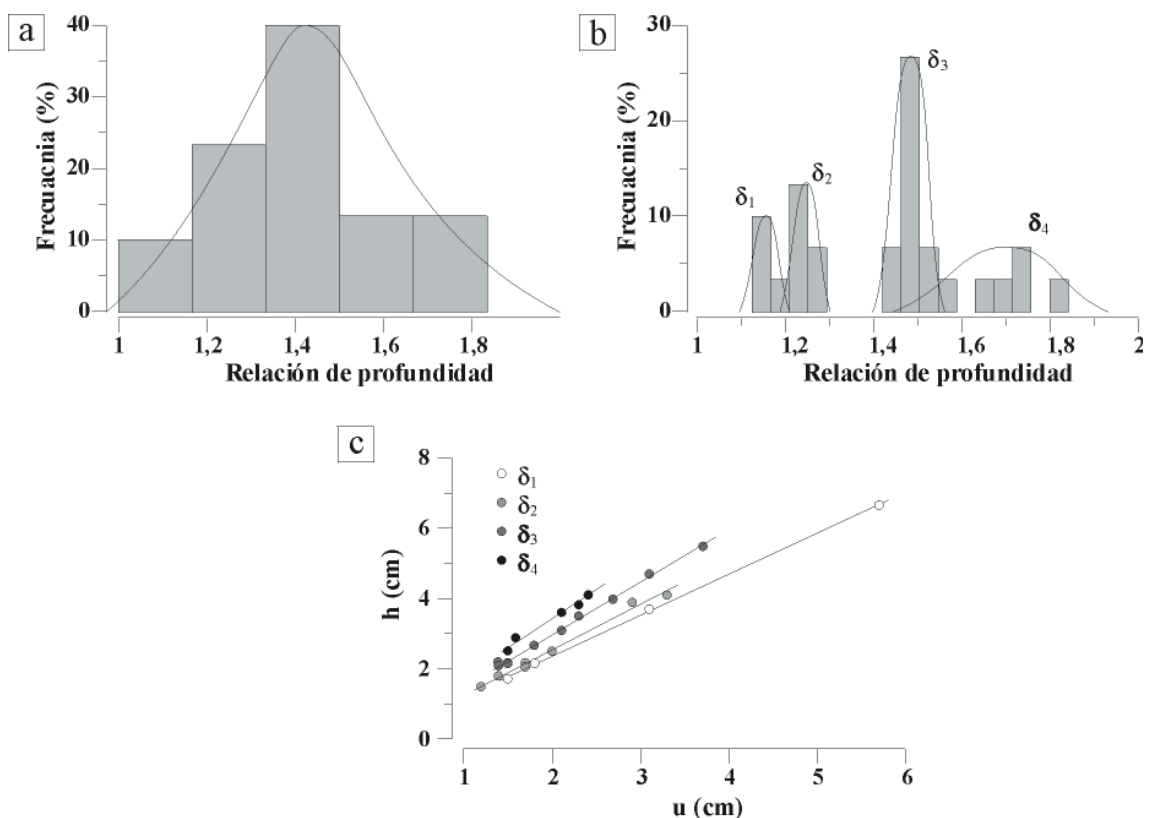 a
40
30
20
10
0
Frecuacnia (%)
1 1,2 1,4 1,6 1,8
Relación de profundidad
b
30
20
10
0
Frecuacnia (%)
δ1
δ2
δ3
δ4
1 1,2 1,4 1,6 1,8 2
Relación de profundidad
c
8
6
4
2
0
h (cm)
δ1
δ2
δ3
δ4
1 2 3 4 5 6
u (cm)